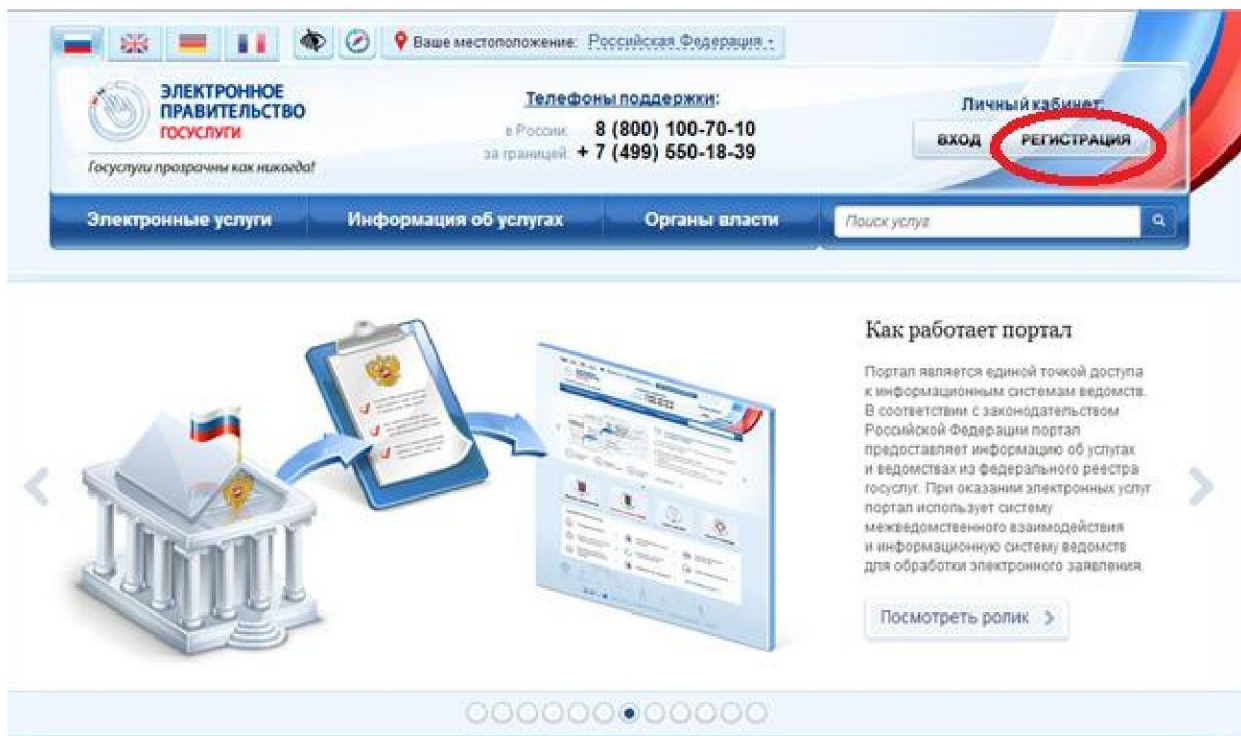 Ваше местоположение: Российская Федерация
ЭЛЕКТРОННОЕ
ПРАВИТЕЛЬСТВО
ГОСУСЛУГИ
Госуслуги прозрачны как никогда!
Телефоны поддержки:
в России: 8 (800) 100-70-10
за границей: + 7 (499) 550-18-39
Личный кабинет:
ВХОД РЕГИСТРАЦИЯ
Электронные услуги Информация об услугах Органы власти Поиск услуг
Как работает портал
Портал является единой точкой доступа
к информационным системам ведомств.
В соответствии с законодательством
Российской Федерации портал
предоставляет информацию об услугах
и ведомствах из федерального реестра
госуслуг. При оказании электронных услуг
портал использует систему
межведомственного взаимодействия
и информационную систему ведомств
для обработки электронного заявления.
Посмотреть ролик